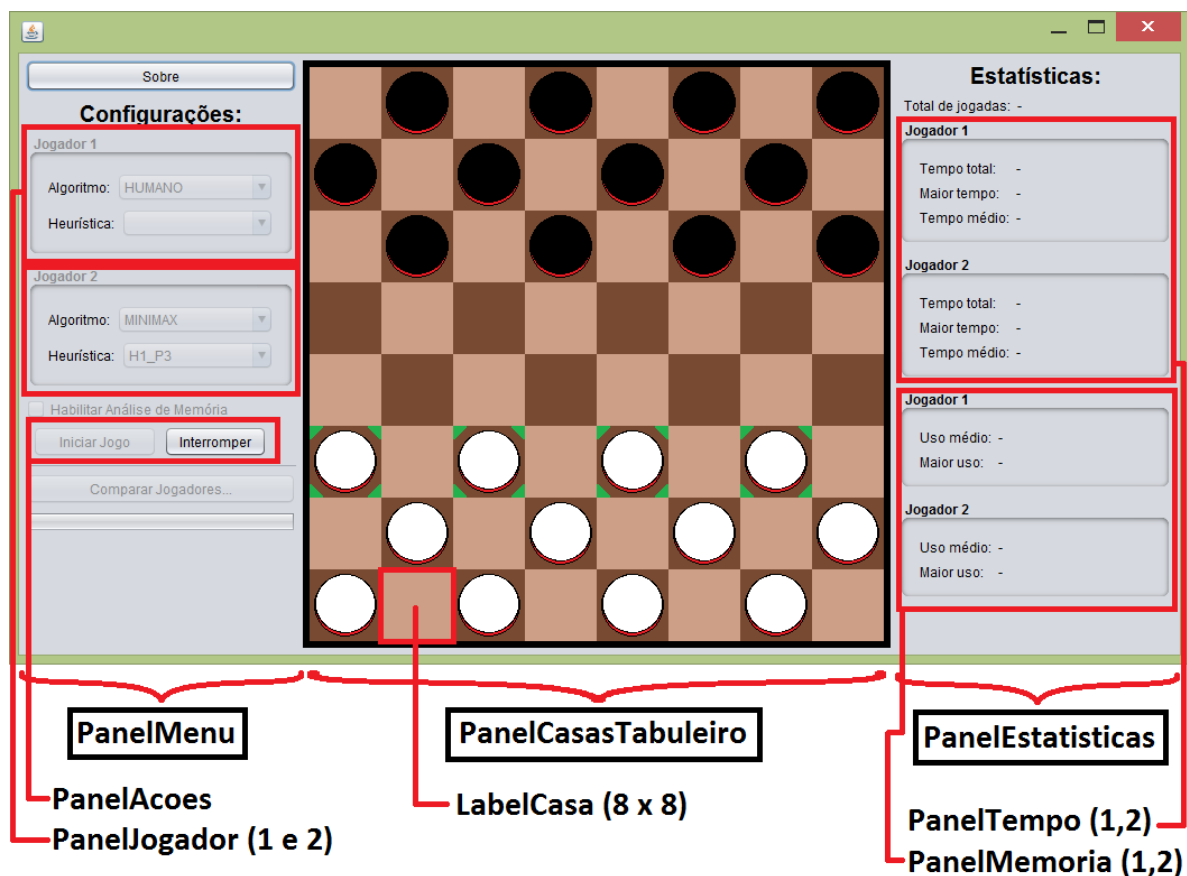 Sobre
Configurações:
Jogador 1
Algoritmo: HUMANO
Heurística:
Jogador 2
Algoritmo: MINIMAX
Heurística: H1_P3
Habilitar Análise de Memória
Iniciar Jogo Interromper
Comparar Jogadores...
Estatísticas:
Total de jogadas: -
Jogador 1
Tempo total: -
Maior tempo: -
Tempo médio: -
Jogador 2
Tempo total: -
Maior tempo: -
Tempo médio: -
Jogador 1
Uso médio: -
Maior uso: -
Jogador 2
Uso médio: -
Maior uso: -
PanelMenu
PanelCasasTabuleiro
PanelEstatisticas
PanelAcoes
PanelJogador (1 e 2)
LabelCasa (8 x 8)
PanelTempo (1,2)
PanelMemoria (1,2)